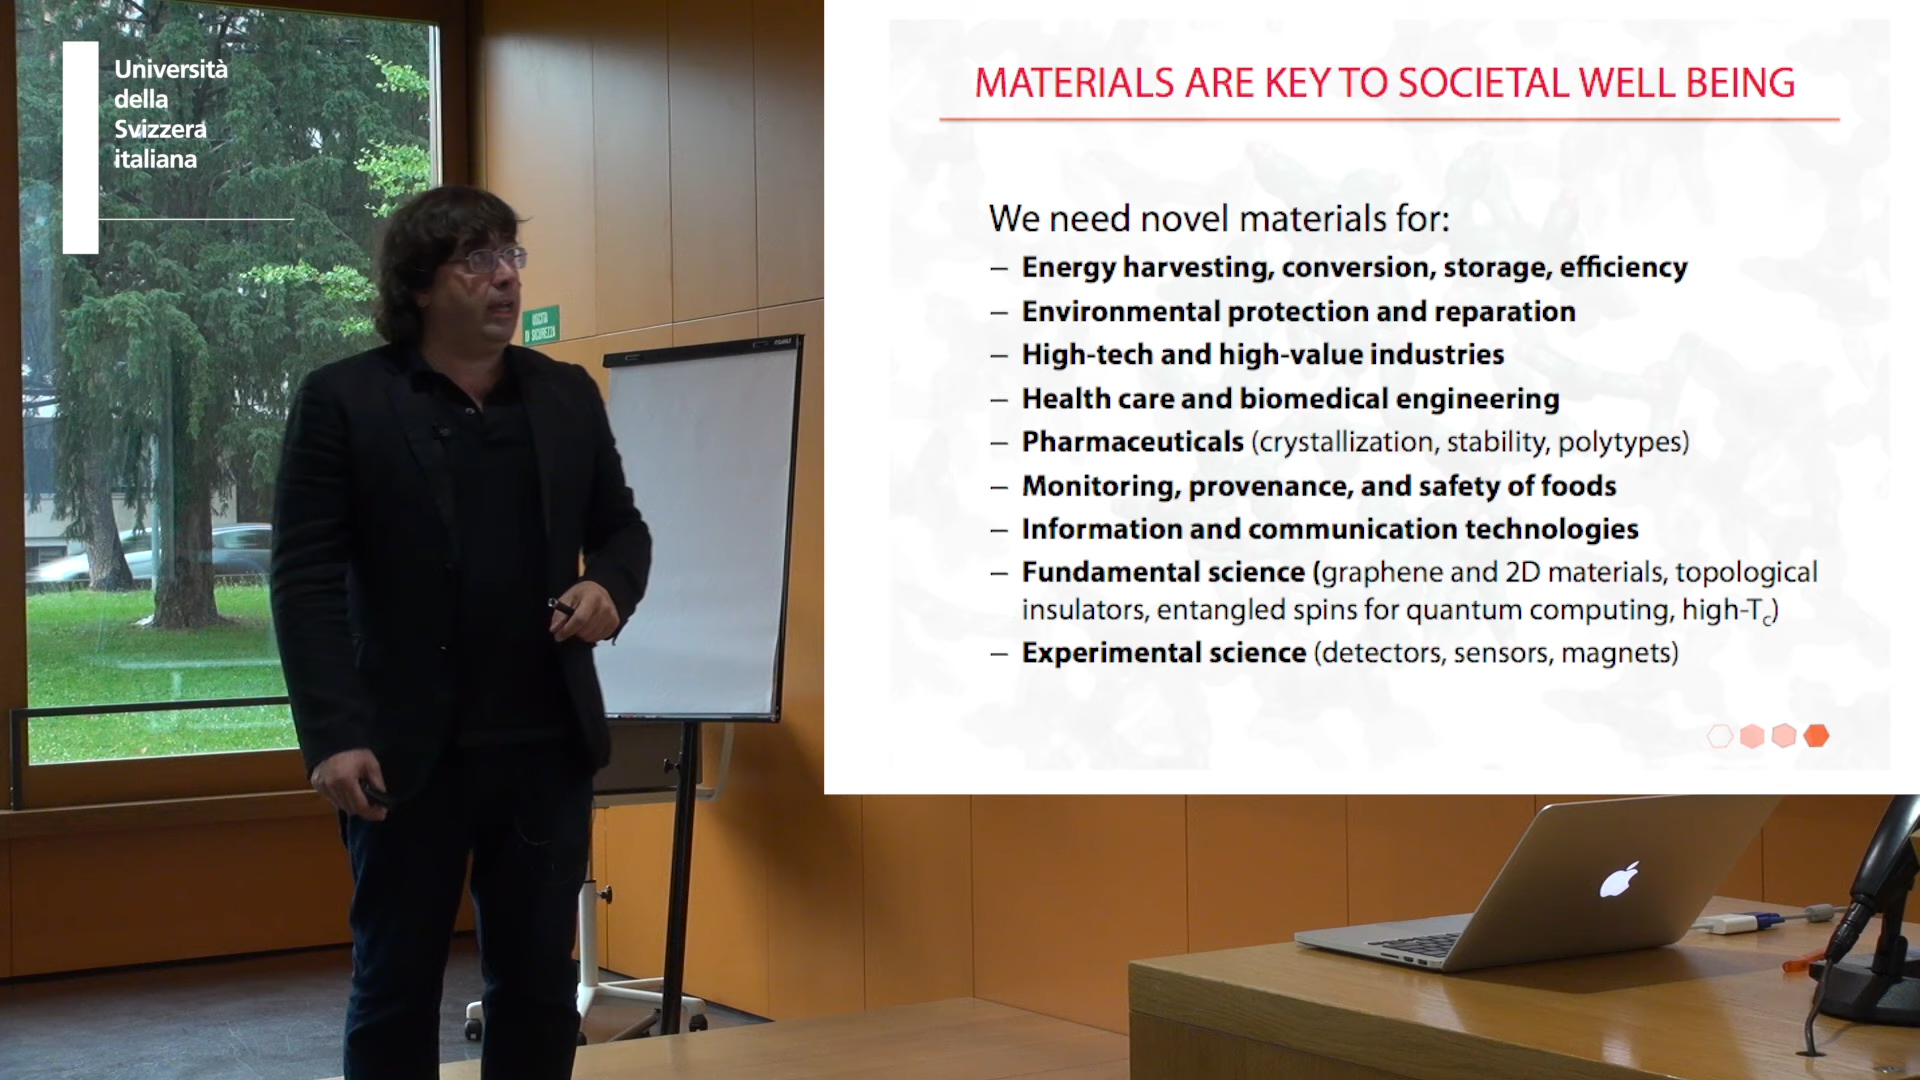 Università
della
Svizzera
italiana
USCITA
DI SICUREZZA
MATERIALS ARE KEY TO SOCIETAL WELL BEING
We need novel materials for:
– Energy harvesting, conversion, storage, efficiency
– Environmental protection and reparation
– High-tech and high-value industries
– Health care and biomedical engineering
– Pharmaceuticals (crystallization, stability, polytypes)
– Monitoring, provenance, and safety of foods
– Information and communication technologies
– Fundamental science (graphene and 2D materials, topological
insulators, entangled spins for quantum computing, high-Tc)
– Experimental science (detectors, sensors, magnets)